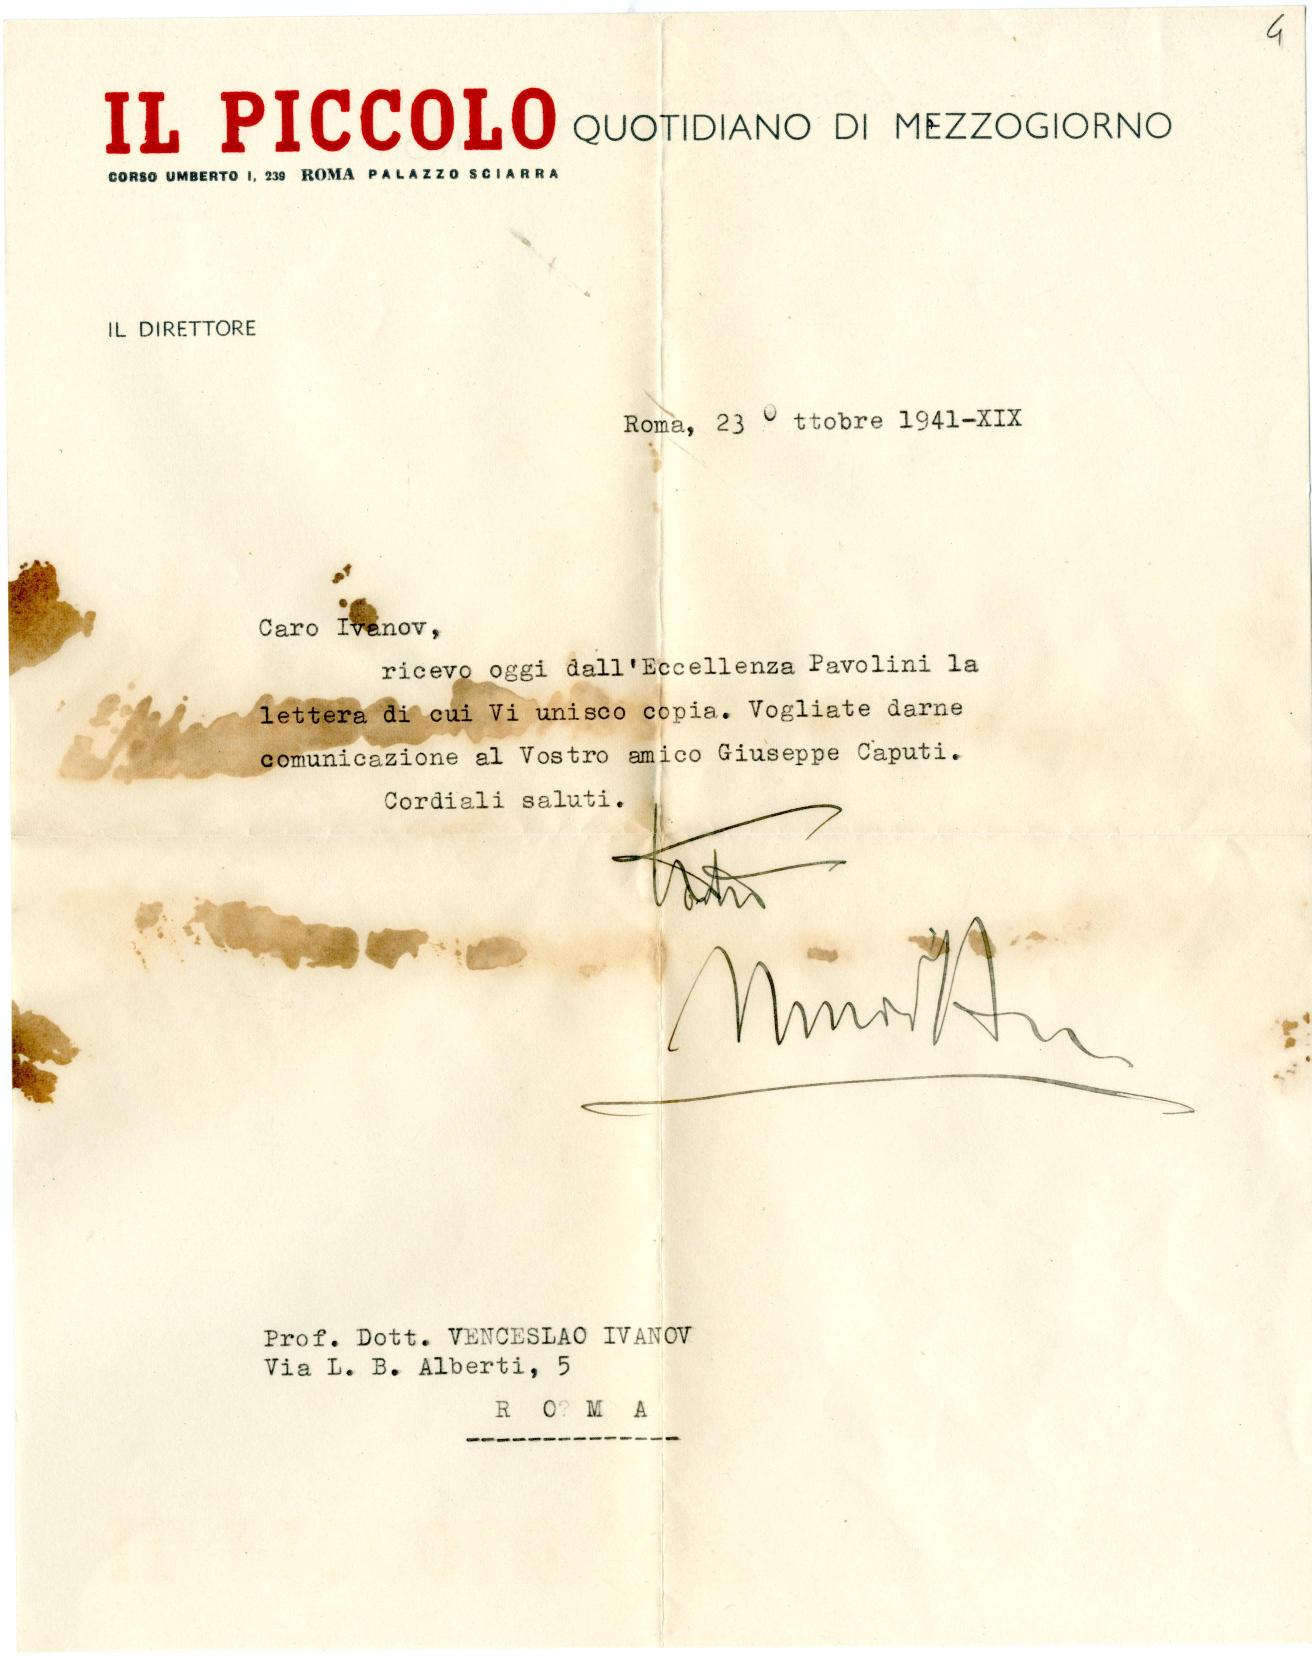 4
IL PICCOLO QUOTIDIANO DI MEZZOGIORNO
CORSO UMBERTO I, 239 ROMA PALAZZO SCIARRA
IL DIRETTORE
Roma, 23 Ottobre 1941-XIX
Caro Ivanov,
ricevo oggi dall'Eccellenza Pavolini la
lettera di cui Vi unisco copia. Vogliate darne
comunicazione al Vostro amico Giuseppe Caputi.
Cordiali saluti.
Vostro
Prof. Dott. VENCESLAO IVANOV
Via L. B. Alberti, 5
R O M A